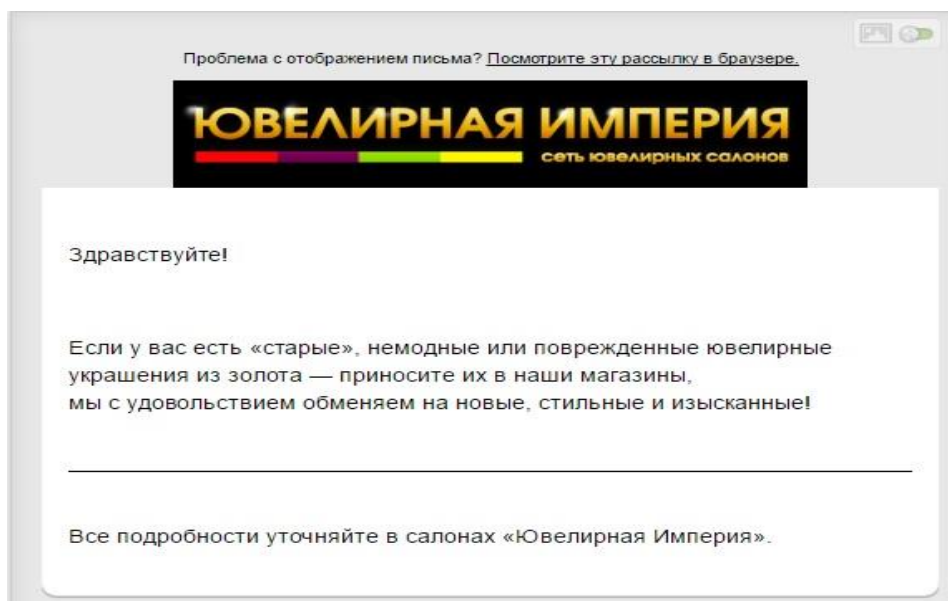 Проблема с отображением письма? Посмотрите эту рассылку в браузере.
ЮВЕЛИРНАЯ ИМПЕРИЯ
сеть ювелирных салонов
Здравствуйте!
Если у вас есть «старые», немодные или поврежденные ювелирные
украшения из золота — приносите их в наши магазины,
мы с удовольствием обменяем на новые, стильные и изысканные!
Все подробности уточняйте в салонах «Ювелирная Империя».